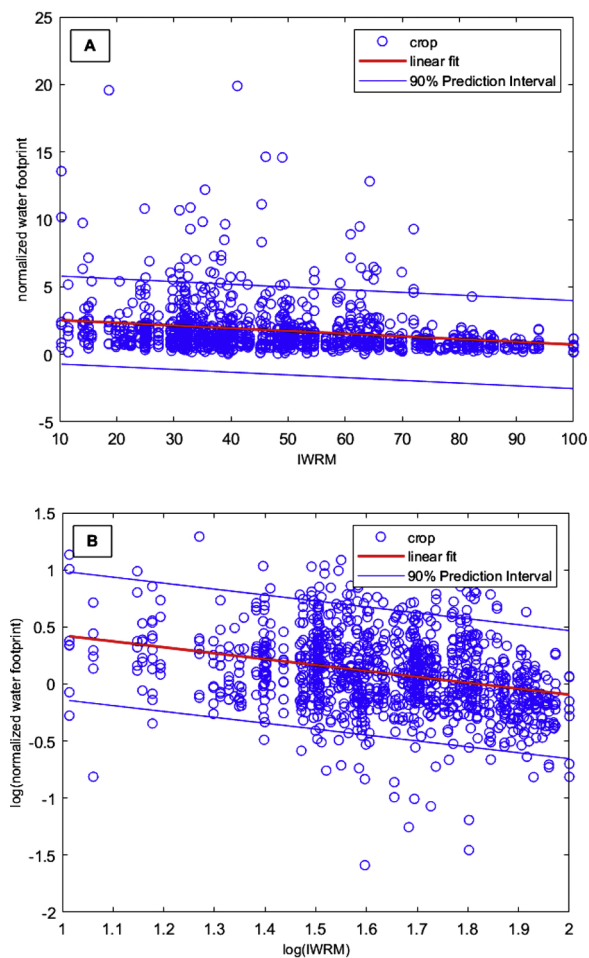 25
20
15
10
5
0
-5
normalized water footprint
A
crop
linear fit
90% Prediction Interval
10 20 30 40 50 60 70 80 90 100
IWRM
1.5
1
0.5
0
-0.5
-1
-1.5
-2
log(normalized water footprint)
B
crop
linear fit
90% Prediction Interval
1 1.1 1.2 1.3 1.4 1.5 1.6 1.7 1.8 1.9 2
log(IWRM)